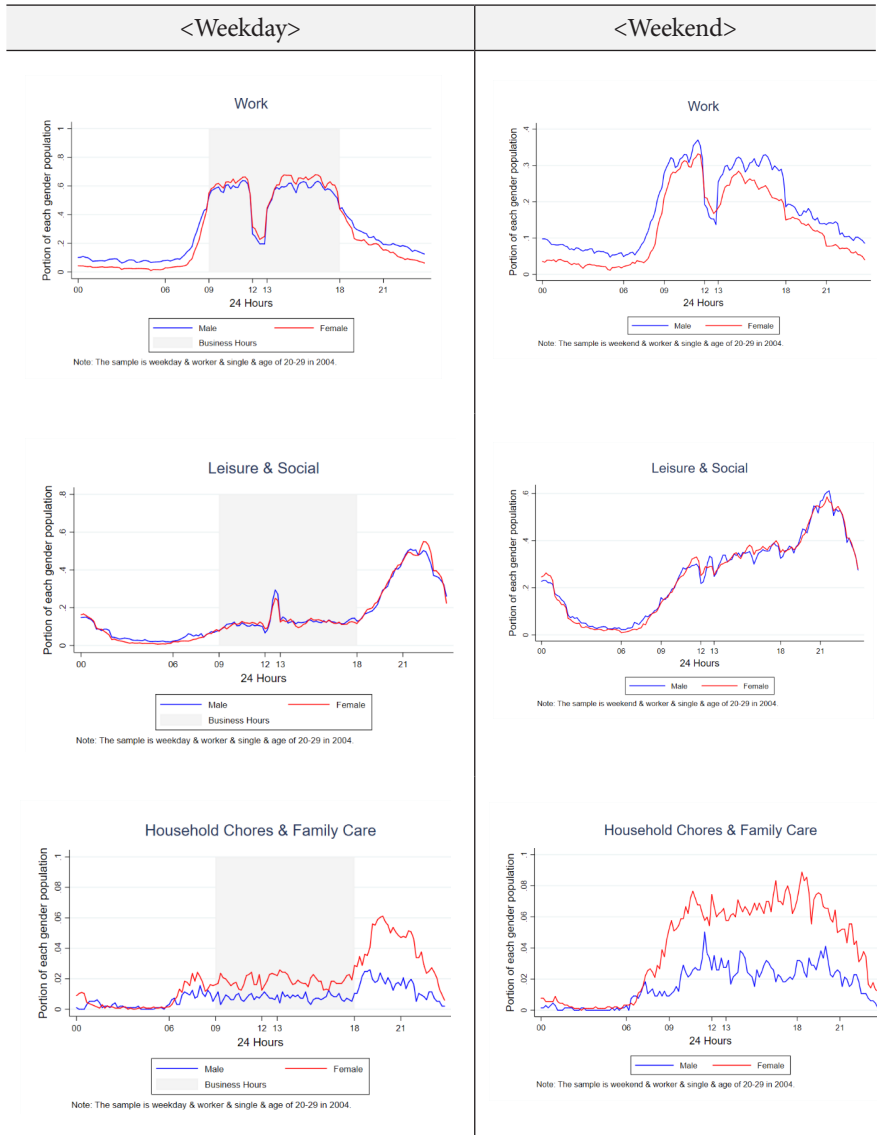 <Weekday>
<Weekend>
Work
Portion of each gender population
0 .2 .4 .6 .8 1
00 06 09 12 13 18 21
24 Hours
Male Female
Business Hours
Note: The sample is weekday & worker & single & age of 20-29 in 2004.
Work
Portion of each gender population
0 .1 .2 .3 .4
00 06 09 12 13 18 21
24 Hours
Male Female
Note: The sample is weekend & worker & single & age of 20-29 in 2004.
Leisure & Social
Portion of each gender population
0 .2 .4 .6 .8
00 06 09 12 13 18 21
24 Hours
Male Female
Business Hours
Note: The sample is weekday & worker & single & age of 20-29 in 2004.
Leisure & Social
Portion of each gender population
0 .2 .4 .6
00 06 09 12 13 18 21
24 Hours
Male Female
Note: The sample is weekend & worker & single & age of 20-29 in 2004.
Household Chores & Family Care
Portion of each gender population
0 .02 .04 .06 .08 .1
00 06 09 12 13 18 21
24 Hours
Male Female
Business Hours
Note: The sample is weekday & worker & single & age of 20-29 in 2004.
Household Chores & Family Care
Portion of each gender population
0 .02 .04 .06 .08 .1
00 06 09 12 13 18 21
24 Hours
Male Female
Note: The sample is weekend & worker & single & age of 20-29 in 2004.